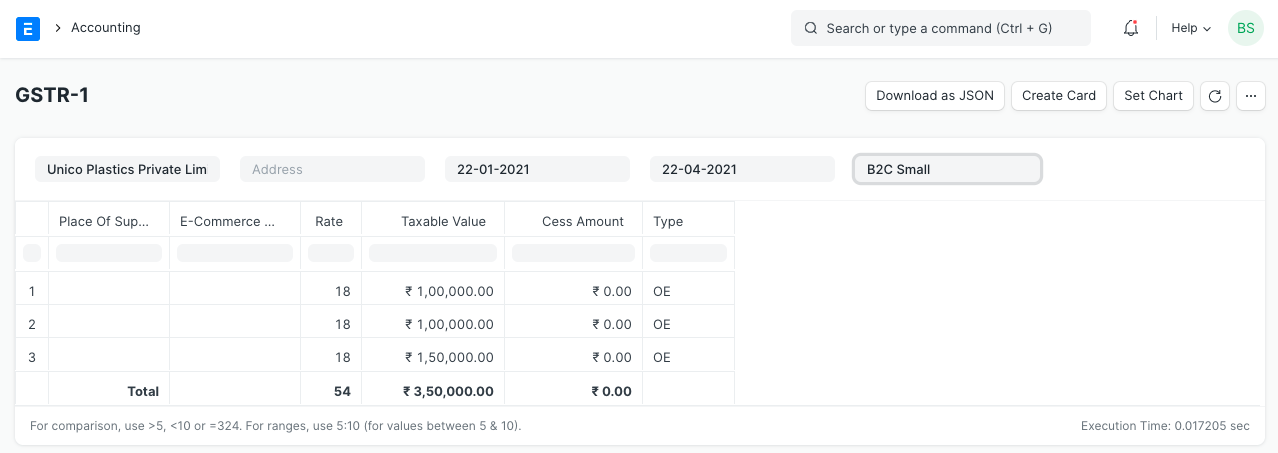 E > Accounting Search or type a command (Ctrl + G) Help BS
GSTR-1 Download as JSON Create Card Set Chart ...
Unico Plastics Private Lim Address 22-01-2021 22-04-2021 B2C Small
Place Of Sup... E-Commerce ... Rate Taxable Value Cess Amount Type
1 18 ₹ 1,00,000.00 ₹ 0.00 OE
2 18 ₹ 1,00,000.00 ₹ 0.00 OE
3 18 ₹ 1,50,000.00 ₹ 0.00 OE
Total 54 ₹ 3,50,000.00 ₹ 0.00
For comparison, use >5, <10 or =324. For ranges, use 5:10 (for values between 5 & 10). Execution Time: 0.017205 sec